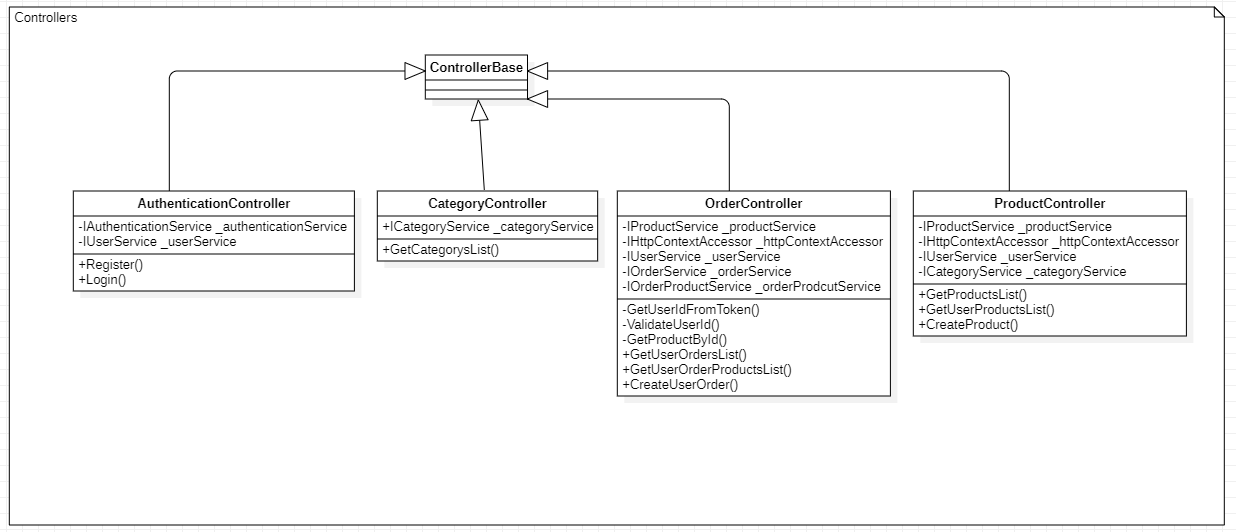 Controllers
ControllerBase
AuthenticationController
-IAuthenticationService _authenticationService
-IUserService _userService
+Register()
+Login()
CategoryController
+ICategoryService _categoryService
+GetCategorysList()
OrderController
-IProductService _productService
-IHttpContextAccessor _httpContextAccessor
-IUserService _userService
-IOrderService _orderService
-IOrderProductService _orderProdcutService
-GetUserIdFromToken()
-ValidateUserId()
-GetProductById()
+GetUserOrdersList()
+GetUserOrderProductsList()
+CreateUserOrder()
ProductController
-IProductService _productService
-IHttpContextAccessor _httpContextAccessor
-IUserService _userService
-ICategoryService _categoryService
+GetProductsList()
+GetUserProductsList()
+CreateProduct()